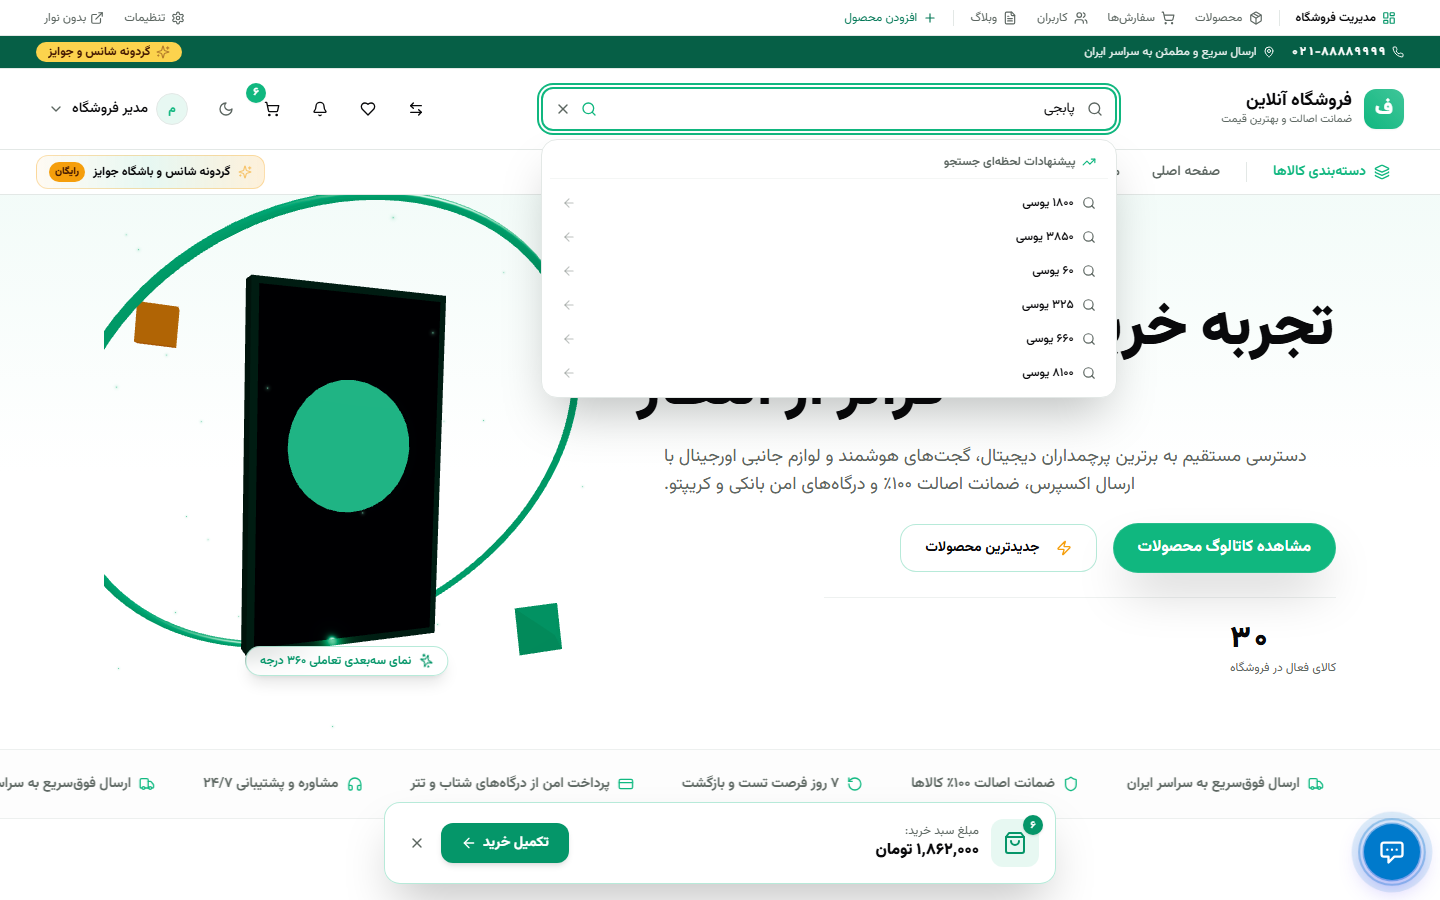 مدیریت فروشگاه
محصولات
سفارش‌ها
کاربران
وبلاگ
افزودن محصول
تنظیمات
بدون نوار
۰۲۱-۸۸۸۸۹۹۹۹
ارسال سریع و مطمئن به سراسر ایران
گردونه شانس و جوایز
ف
فروشگاه آنلاین
ضمانت اصالت و بهترین قیمت
پابجی
۶
م
مدیر فروشگاه
دسته‌بندی کالاها
صفحه اصلی
گردونه شانس و باشگاه جوایز
رایگان
پیشنهادات لحظه‌ای جستجو
۱۸۰۰ یوسی
۳۸۵۰ یوسی
۶۰ یوسی
۳۲۵ یوسی
۶۶۰ یوسی
۸۱۰۰ یوسی
تجربه
دسترسی مستقیم به برترین پرچمداران دیجیتال، گجت‌های هوشمند و لوازم جانبی اورجینال با
ارسال اکسپرس، ضمانت اصالت ۱۰۰٪ و درگاه‌های امن بانکی و کریپتو.
مشاهده کاتالوگ محصولات
جدیدترین محصولات
۳۰
کالای فعال در فروشگاه
نمای سه‌بعدی تعاملی ۳۶۰ درجه
ارسال فوق‌سریع به سراسر ایران
ضمانت اصالت ۱۰۰٪ کالاها
۷ روز فرصت تست و بازگشت
پرداخت امن از درگاه‌های شتاب و تتر
مشاوره و پشتیبانی ۲۴/۷
ارسال فوق‌سریع به
۶
مبلغ سبد خرید:
۱,۸۶۲,۰۰۰ تومان
تکمیل خرید